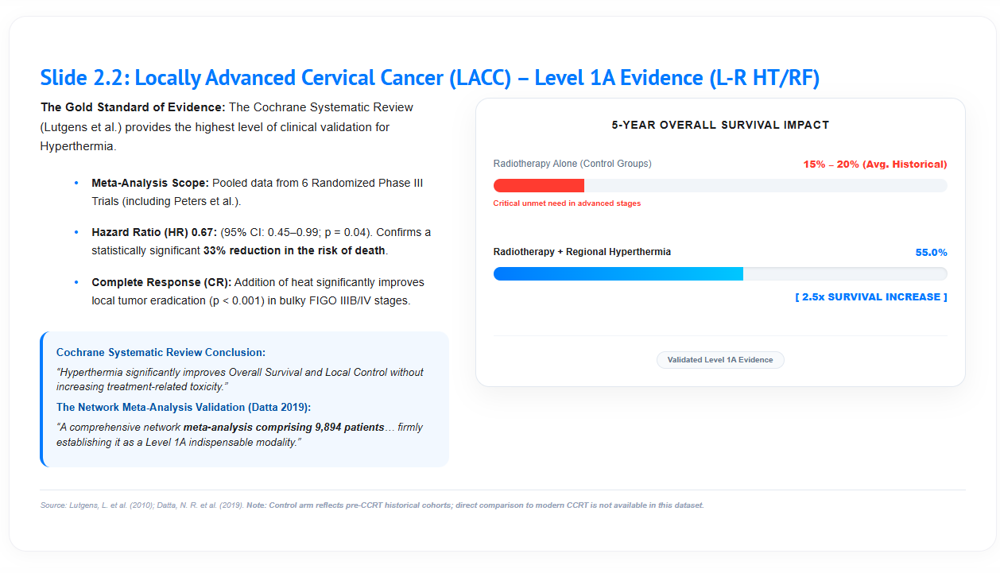 Slide 2.2: Locally Advanced Cervical Cancer (LACC) – Level 1A Evidence (L-R HT/RF)
The Gold Standard of Evidence: The Cochrane Systematic Review
(Lutgens et al.) provides the highest level of clinical validation for
Hyperthermia.
• Meta-Analysis Scope: Pooled data from 6 Randomized Phase III
Trials (including Peters et al.).
• Hazard Ratio (HR) 0.67: (95% CI: 0.45–0.99; p = 0.04). Confirms a
statistically significant 33% reduction in the risk of death.
• Complete Response (CR): Addition of heat significantly improves
local tumor eradication (p < 0.001) in bulky FIGO IIIB/IV stages.
Cochrane Systematic Review Conclusion:
“Hyperthermia significantly improves Overall Survival and Local Control without
increasing treatment-related toxicity.”
The Network Meta-Analysis Validation (Datta 2019):
“A comprehensive network meta-analysis comprising 9,894 patients… firmly
establishing it as a Level 1A indispensable modality.”
5-YEAR OVERALL SURVIVAL IMPACT
Radiotherapy Alone (Control Groups) 15% – 20% (Avg. Historical)
Critical unmet need in advanced stages
Radiotherapy + Regional Hyperthermia 55.0%
[ 2.5x SURVIVAL INCREASE ]
Validated Level 1A Evidence
Source: Lutgens, L. et al. (2010); Datta, N. R. et al. (2019). Note: Control arm reflects pre-CCRT historical cohorts; direct comparison to modern CCRT is not available in this dataset.